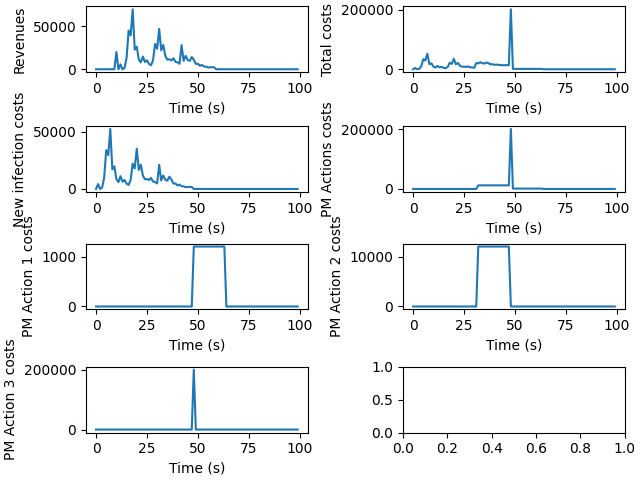 Revenues
50000
0
0 25 50 75 100
Time (s)
Total costs
200000
0
0 25 50 75 100
Time (s)
New infection costs
50000
0
0 25 50 75 100
Time (s)
PM Actions costs
200000
0
0 25 50 75 100
Time (s)
PM Action 1 costs
1000
0
0 25 50 75 100
Time (s)
PM Action 2 costs
10000
0
0 25 50 75 100
Time (s)
PM Action 3 costs
200000
0
0 25 50 75 100
Time (s)
1.0
0.5
0.0
0.0 0.2 0.4 0.6 0.8 1.0